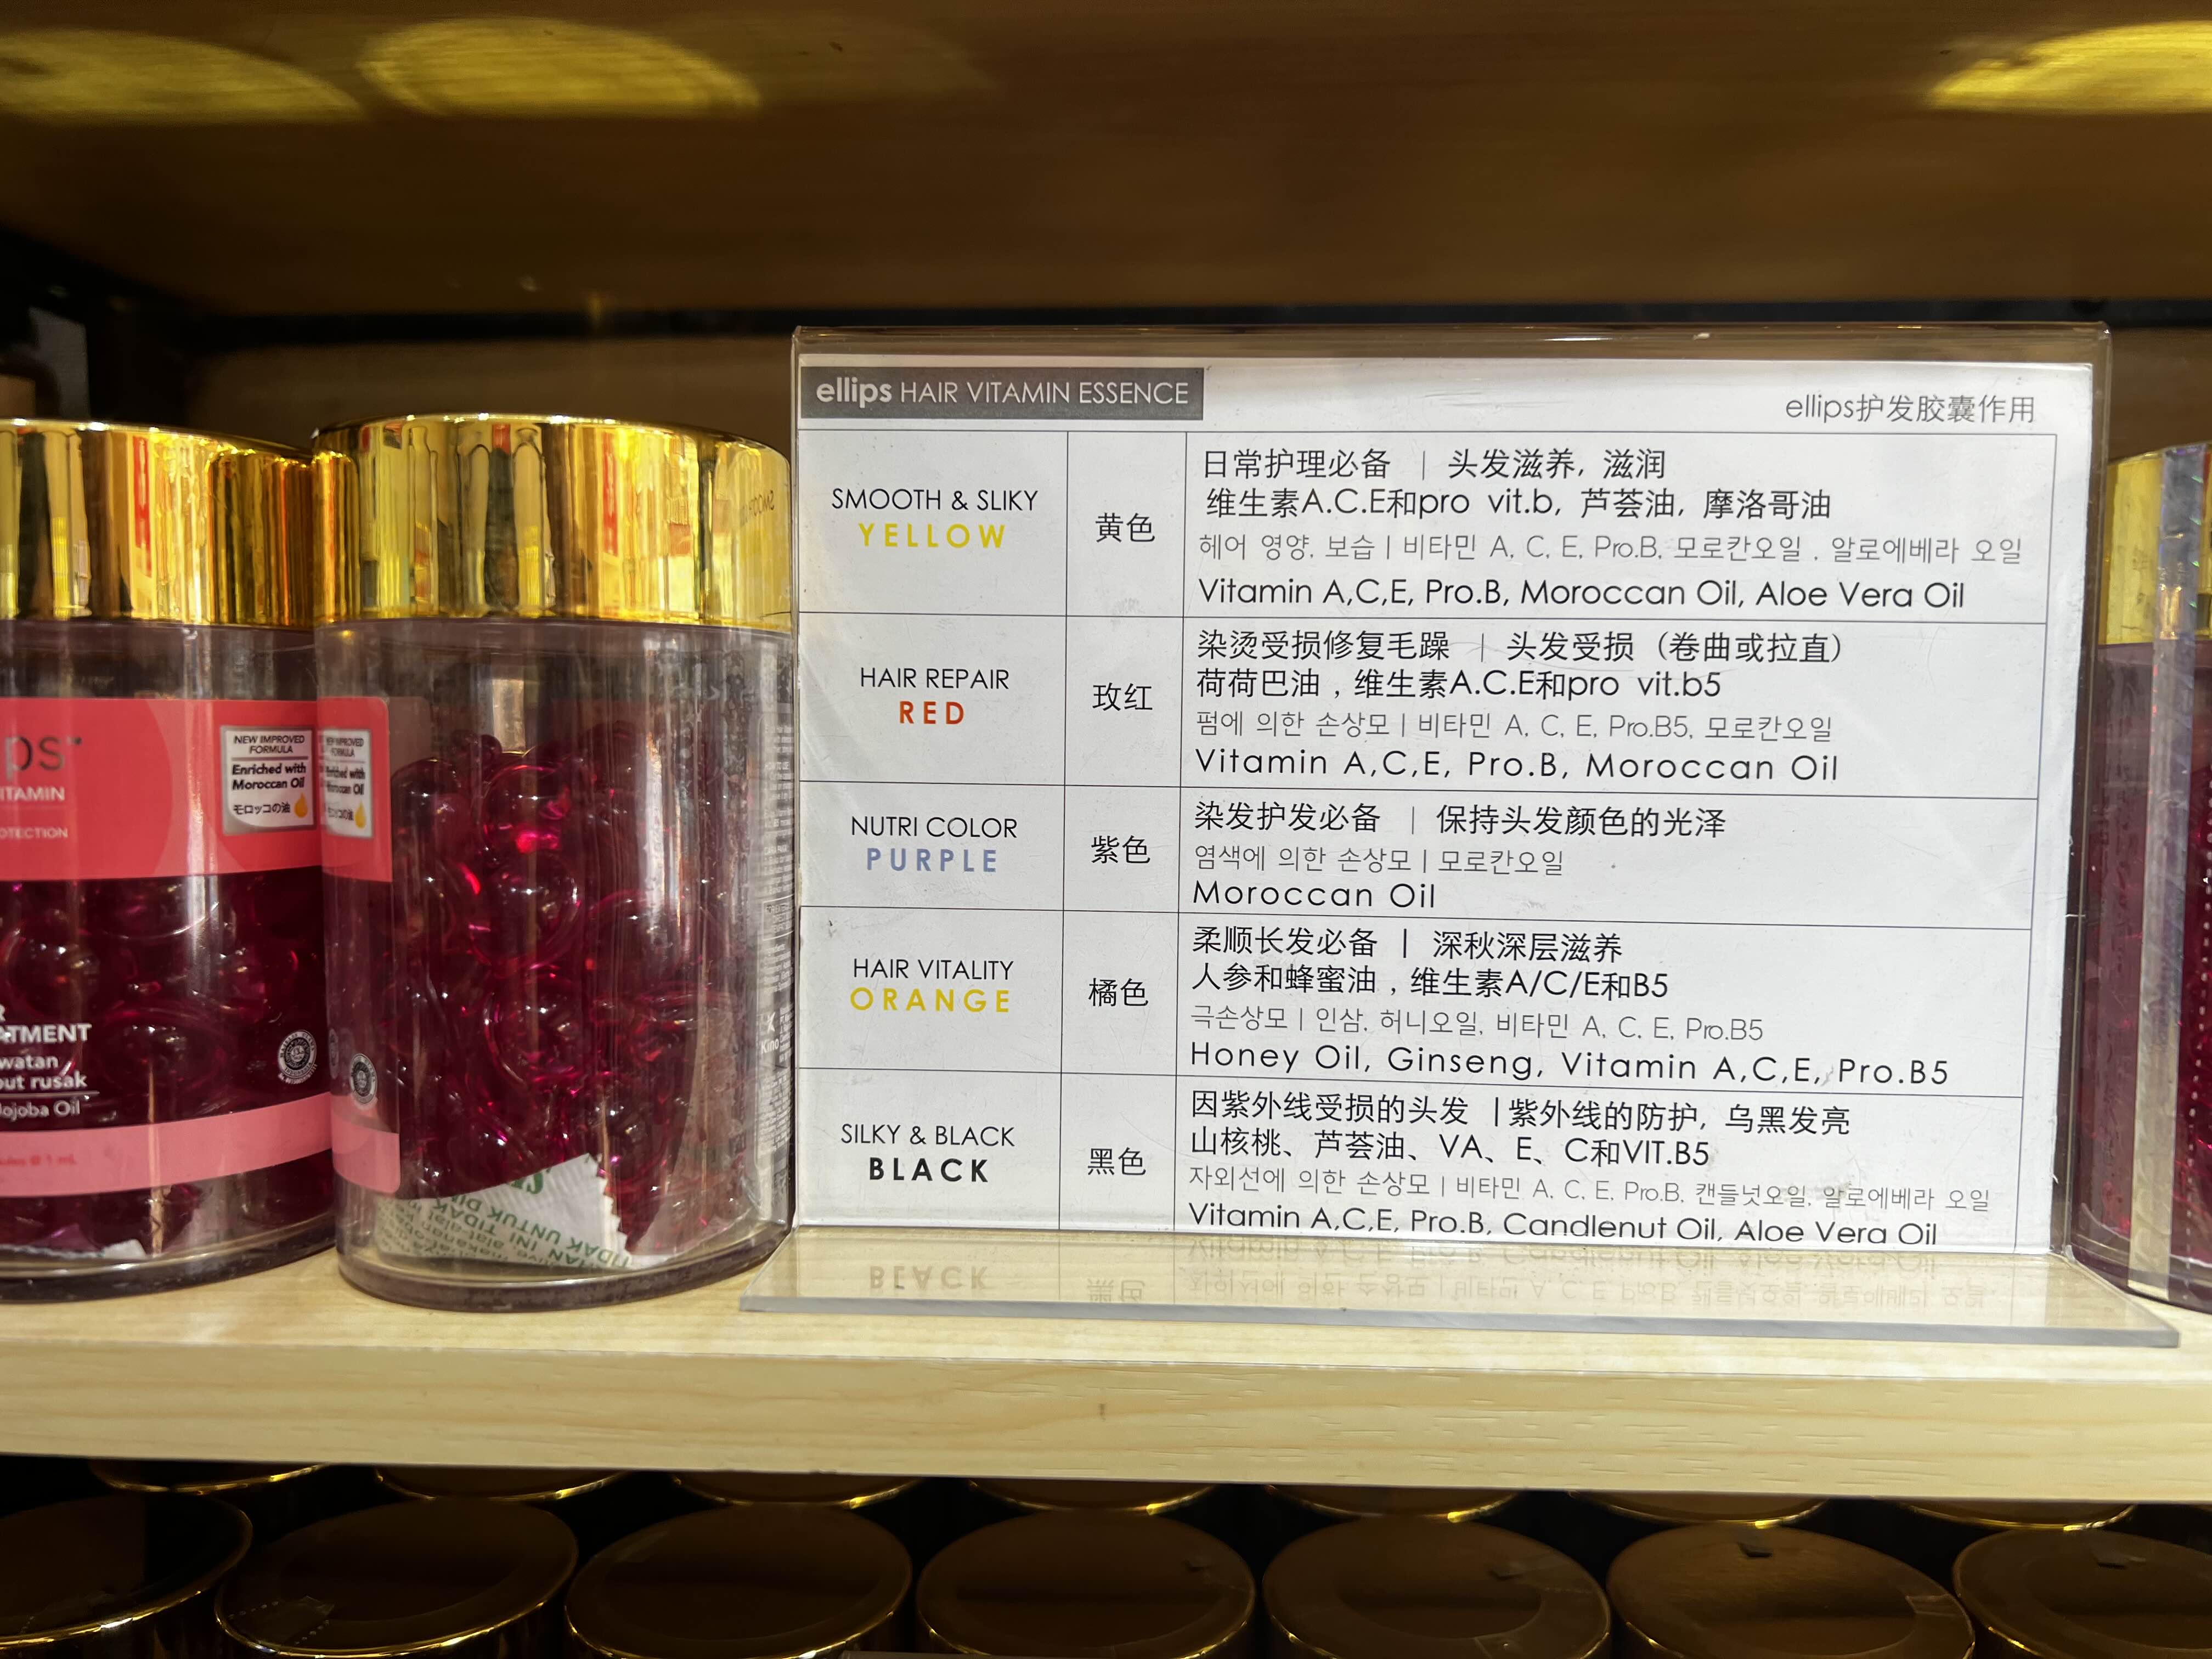 ellips HAIR VITAMIN ESSENCE
ellips护发胶囊作用
SMOOTH & SLIKY
YELLOW
黄色
日常护理必备 | 头发滋养, 滋润
维生素A.C.E和pro vit.b, 芦荟油, 摩洛哥油
헤어 영양, 보습 | 비타민 A, C, E, Pro.B, 모로칸오일 , 알로에베라 오일
Vitamin A,C,E, Pro.B, Moroccan Oil, Aloe Vera Oil
HAIR REPAIR
RED
玫红
染烫受损修复毛躁 | 头发受损（卷曲或拉直）
荷荷巴油，维生素A.C.E和pro vit.b5
펌에 의한 손상모 | 비타민 A, C, E, Pro.B5, 모로칸오일
Vitamin A,C,E, Pro.B, Moroccan Oil
NUTRI COLOR
PURPLE
紫色
染发护发必备 | 保持头发颜色的光泽
염색에 의한 손상모 | 모로칸오일
Moroccan Oil
HAIR VITALITY
ORANGE
橘色
柔顺长发必备 | 深秋深层滋养
人参和蜂蜜油，维生素A/C/E和B5
극손상모 | 인삼, 허니오일, 비타민 A, C, E, Pro.B5
Honey Oil, Ginseng, Vitamin A,C,E, Pro.B5
SILKY & BLACK
BLACK
黑色
因紫外线受损的头发 |紫外线的防护, 乌黑发亮
山核桃、芦荟油、VA、E、C和VIT.B5
자외선에 의한 손상모 | 비타민 A, C, E, Pro.B, 캔들넛오일, 알로에베라 오일
Vitamin A,C,E, Pro.B, Candlenut Oil, Aloe Vera Oil
ps
ITAMIN
OTECTION
NEW IMPROVED
FORMULA
Enriched with
Moroccan Oil
モロッコの油
ATMENT
watan
out rusak
Jojoba Oil
Kino